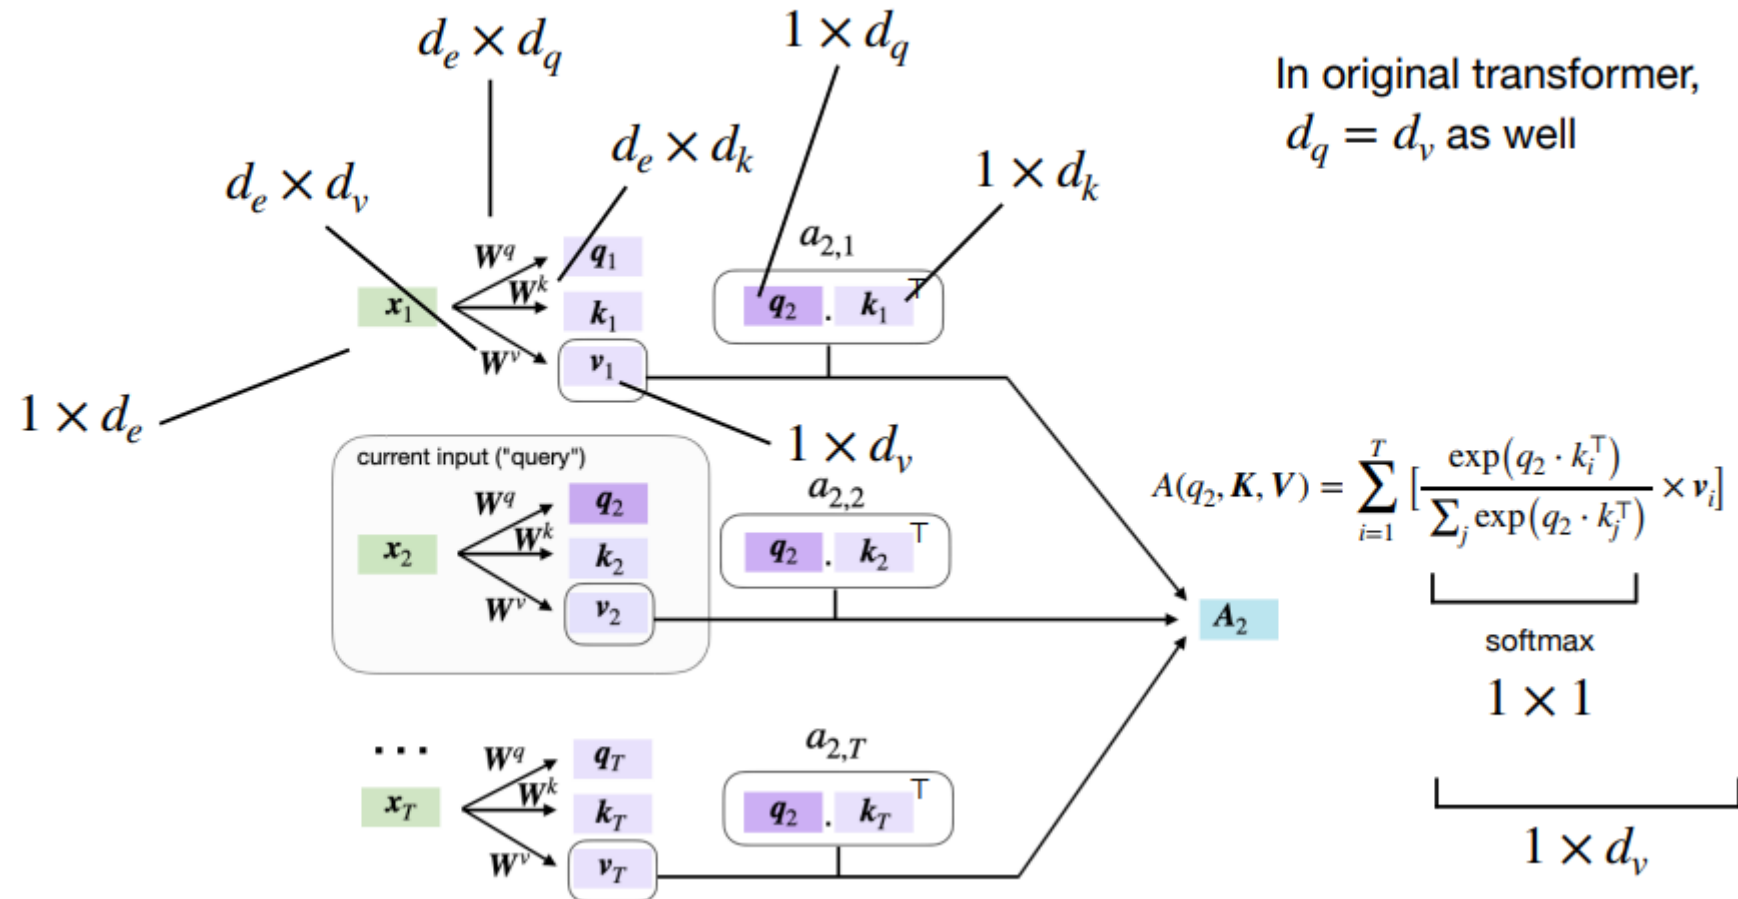 d_e × d_q
1 × d_q
In original transformer,
d_q = d_v as well
d_e × d_k
1 × d_k
d_e × d_v
a_{2,1}
W^q
q_1
x_1
W^k
k_1
q_2 . k_1^⊤
W^v
v_1
1 × d_e
1 × d_v
current input ("query")
a_{2,2}
W^q
q_2
x_2
W^k
k_2
q_2 . k_2^⊤
W^v
v_2
A(q_2, K, V) = \sum_{i=1}^{T} [\frac{exp(q_2 · k_i^⊤)}{\sum_j exp(q_2 · k_j^⊤)} × v_i]
A_2
softmax
1 × 1
...
a_{2,T}
W^q
q_T
x_T
W^k
k_T
q_2 . k_T^⊤
W^v
v_T
1 × d_v